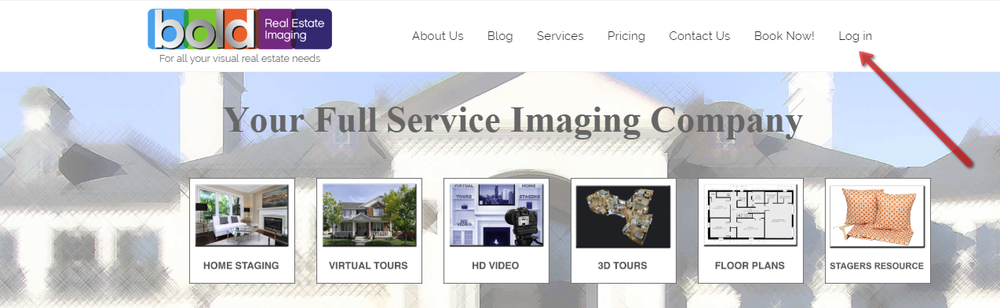 bold Real Estate
Imaging
For all your visual real estate needs
About Us Blog Services Pricing Contact Us Book Now! Log in
Your Full Service Imaging Company
VIRTUAL HOME
TOURS STAGING
HD
VIDEO
HOME STAGING VIRTUAL TOURS HD VIDEO 3D TOURS FLOOR PLANS STAGERS RESOURCE